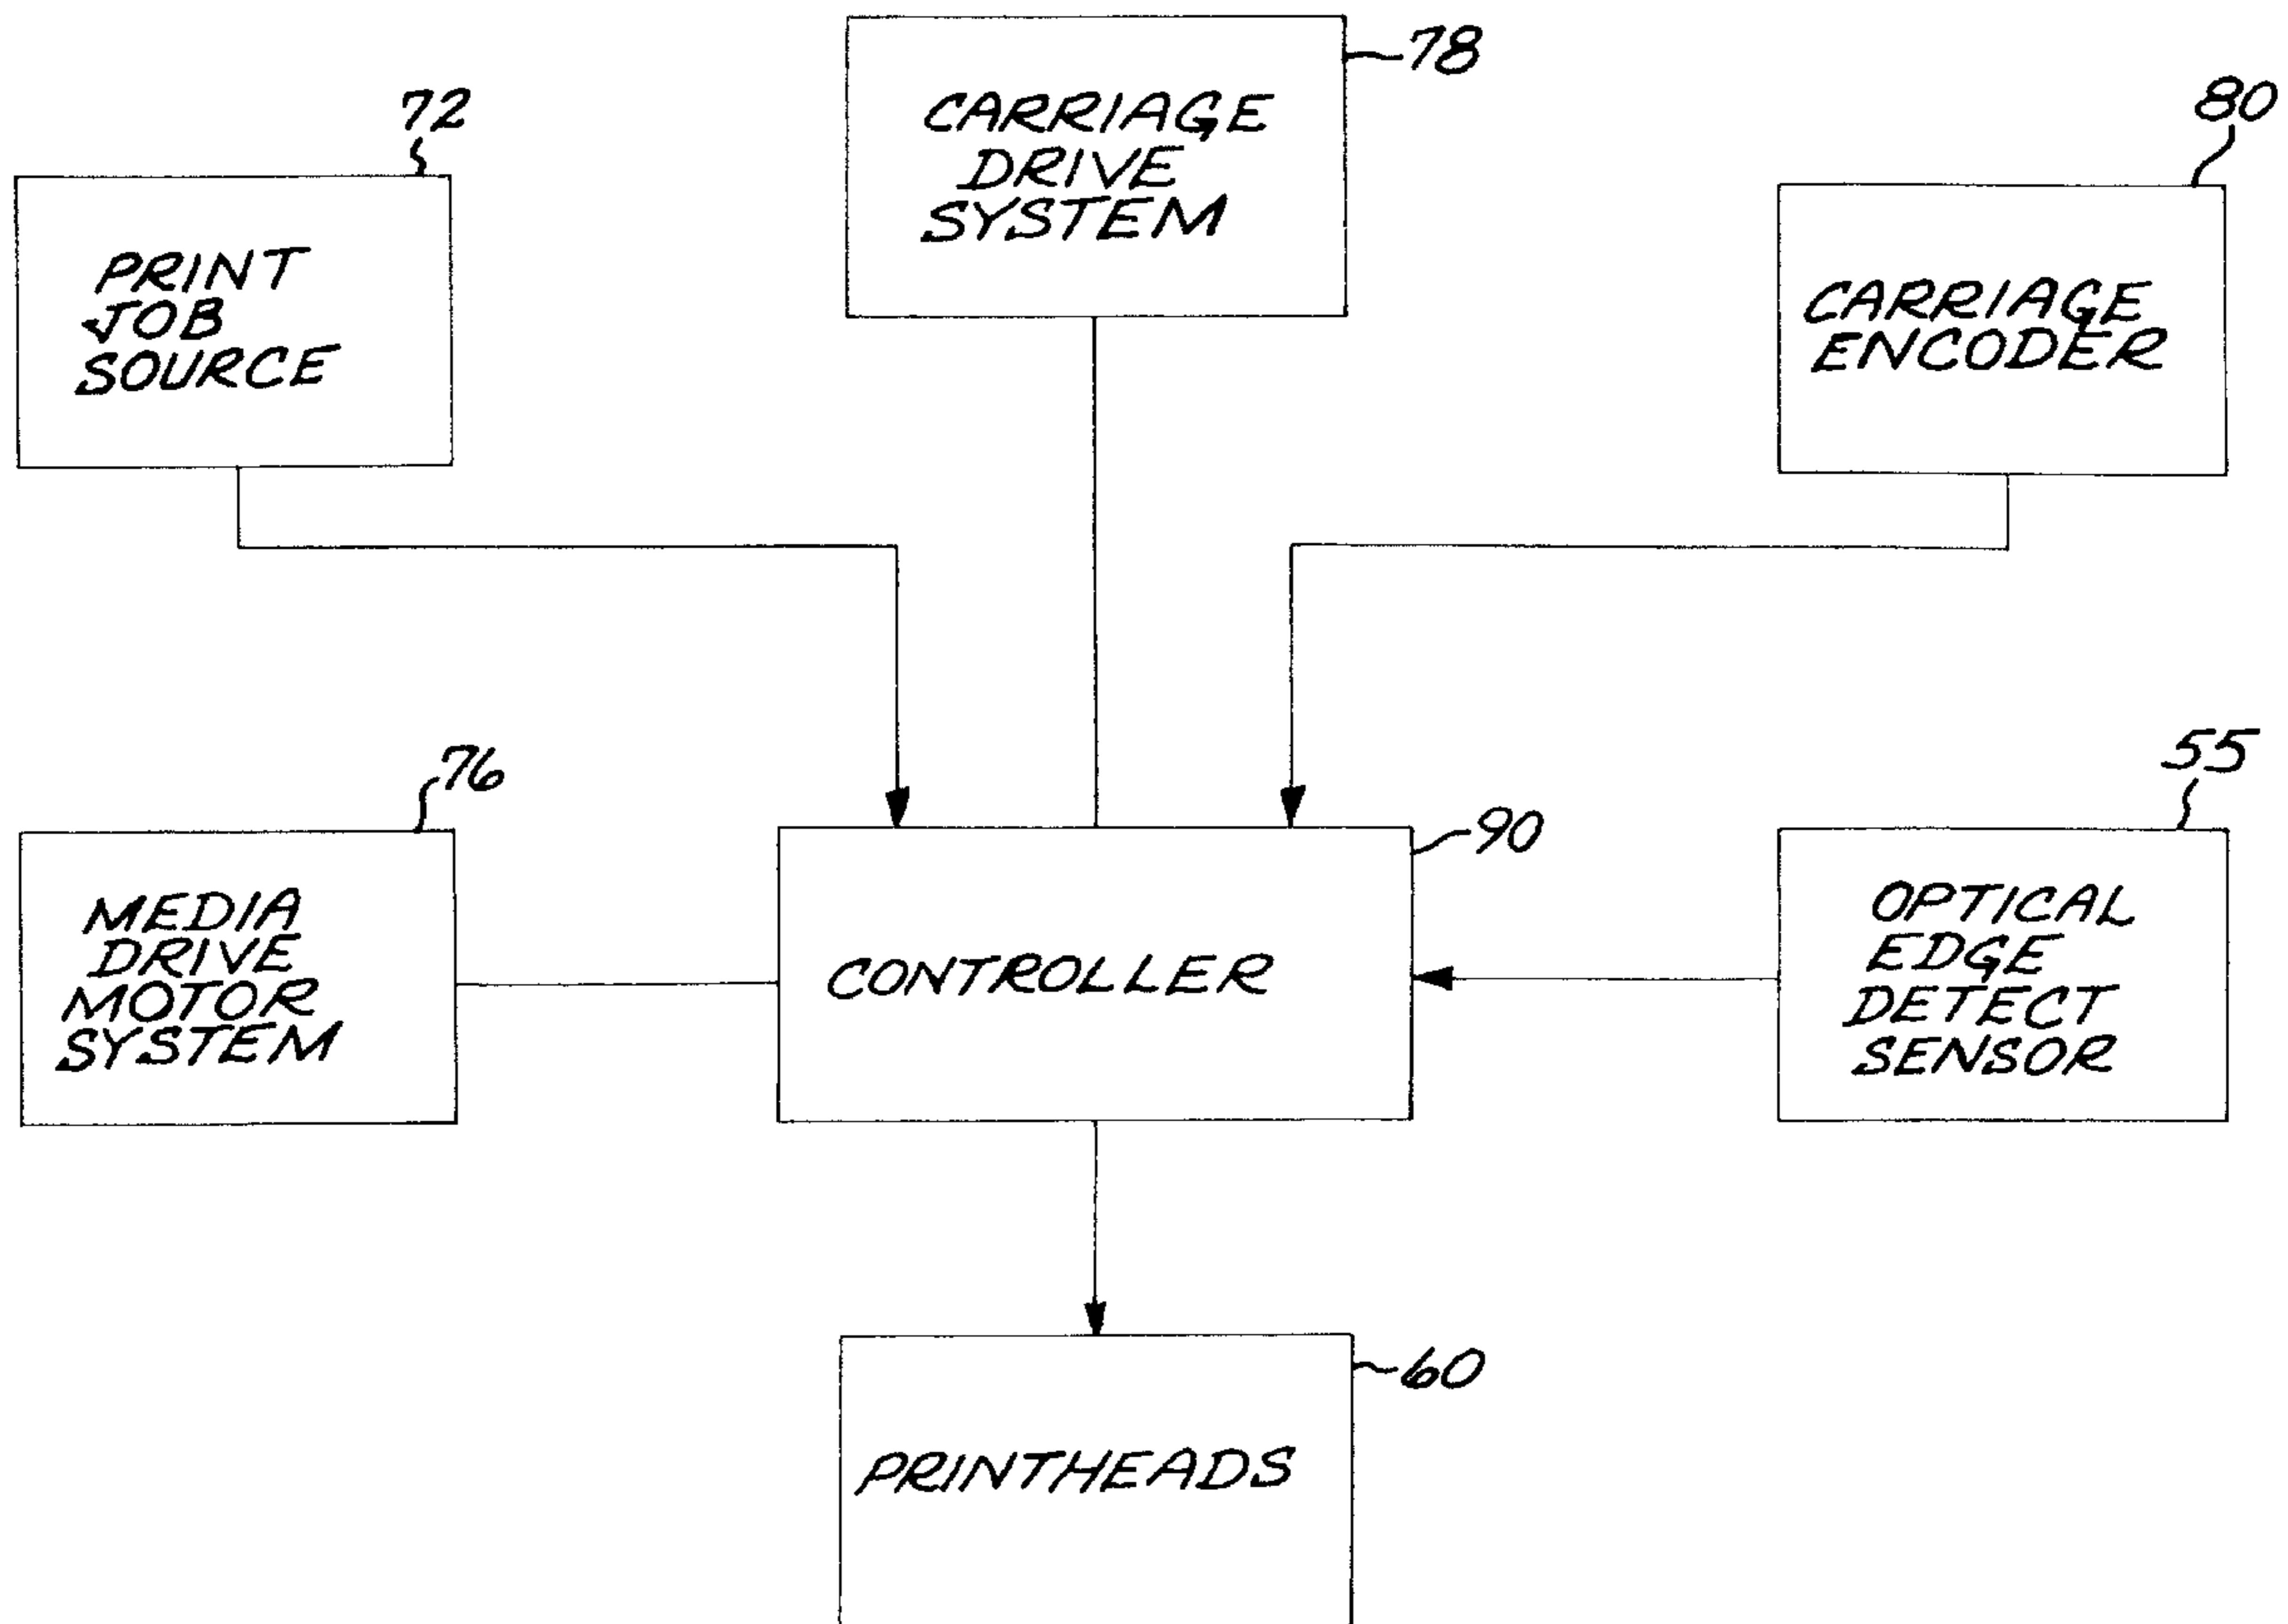 78
CARRIAGE
DRIVE
SYSTEM
72
PRINT
JOB
SOURCE
80
CARRIAGE
ENCODER
76
MEDIA
DRIVE
MOTOR
SYSTEM
90
CONTROLLER
55
OPTICAL
EDGE
DETECT
SENSOR
60
PRINTHEADS